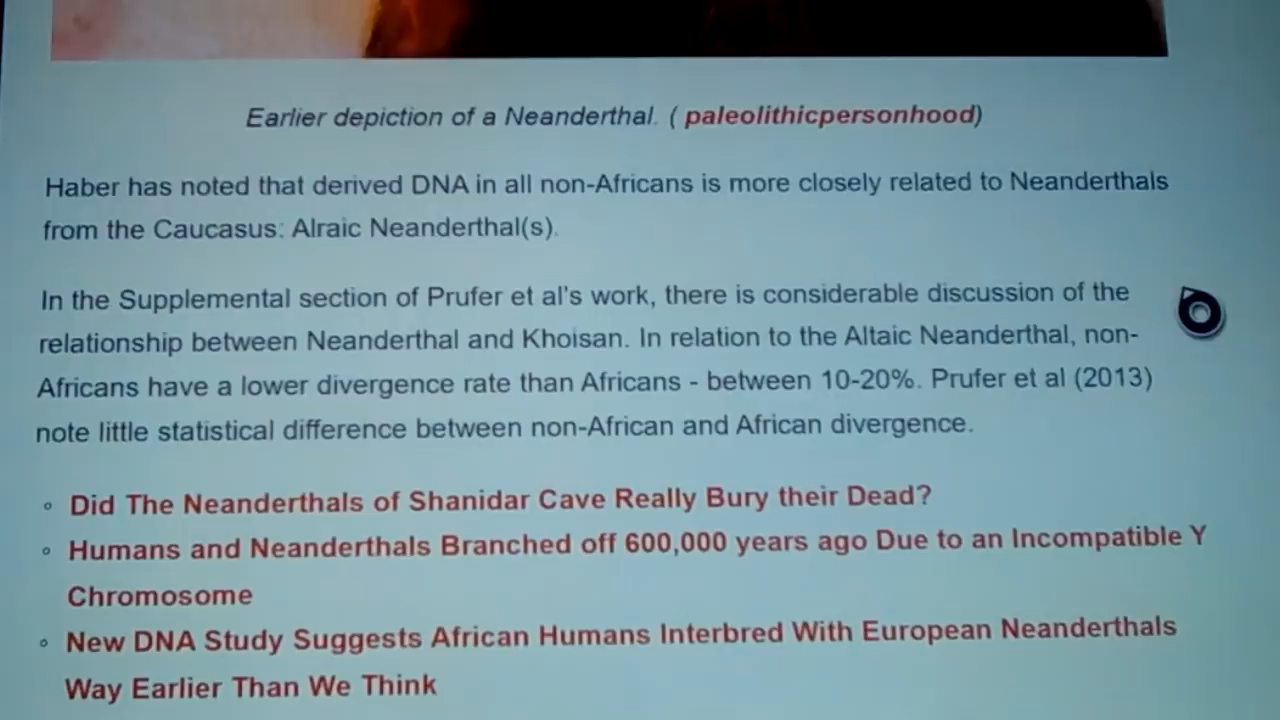 Earlier depiction of a Neanderthal. ( paleolithicpersonhood)
Haber has noted that derived DNA in all non-Africans is more closely related to Neanderthals
from the Caucasus: Alraic Neanderthal(s).
In the Supplemental section of Prufer et al's work, there is considerable discussion of the
relationship between Neanderthal and Khoisan. In relation to the Altaic Neanderthal, non-
Africans have a lower divergence rate than Africans - between 10-20%. Prufer et al (2013)
note little statistical difference between non-African and African divergence.
Did The Neanderthals of Shanidar Cave Really Bury their Dead?
Humans and Neanderthals Branched off 600,000 years ago Due to an Incompatible Y
Chromosome
New DNA Study Suggests African Humans Interbred With European Neanderthals
Way Earlier Than We Think